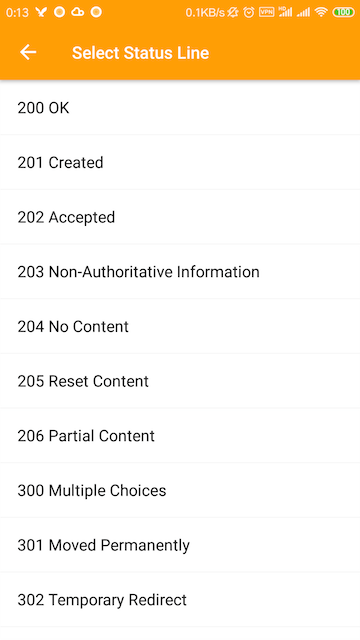 0:13 0.1KB/s VPN 100
Select Status Line
200 OK
201 Created
202 Accepted
203 Non-Authoritative Information
204 No Content
205 Reset Content
206 Partial Content
300 Multiple Choices
301 Moved Permanently
302 Temporary Redirect